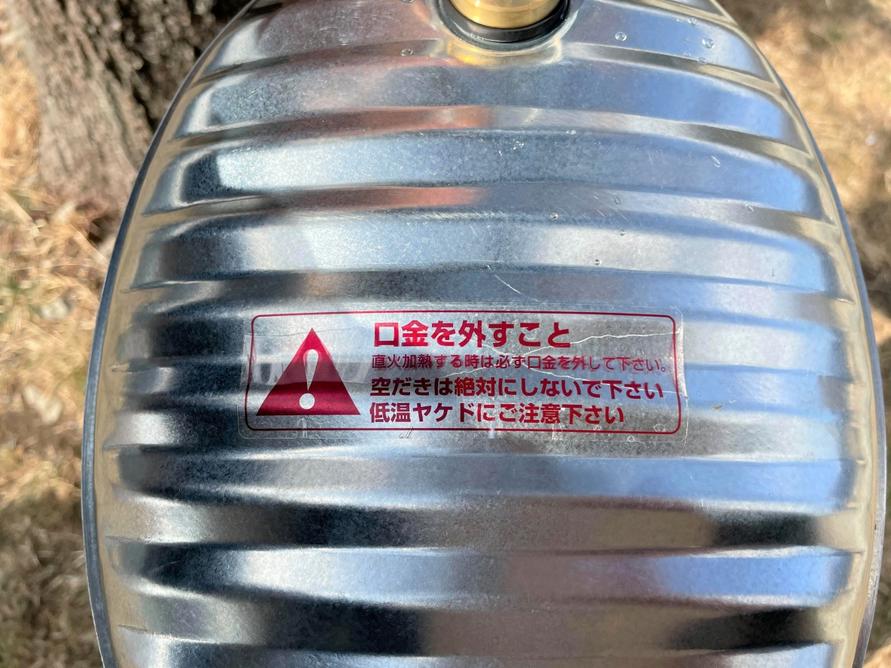 口金を外すこと
直火加熱する時は必ず口金を外して下さい。
空だきは絶対にしないで下さい
低温ヤケドにご注意下さい